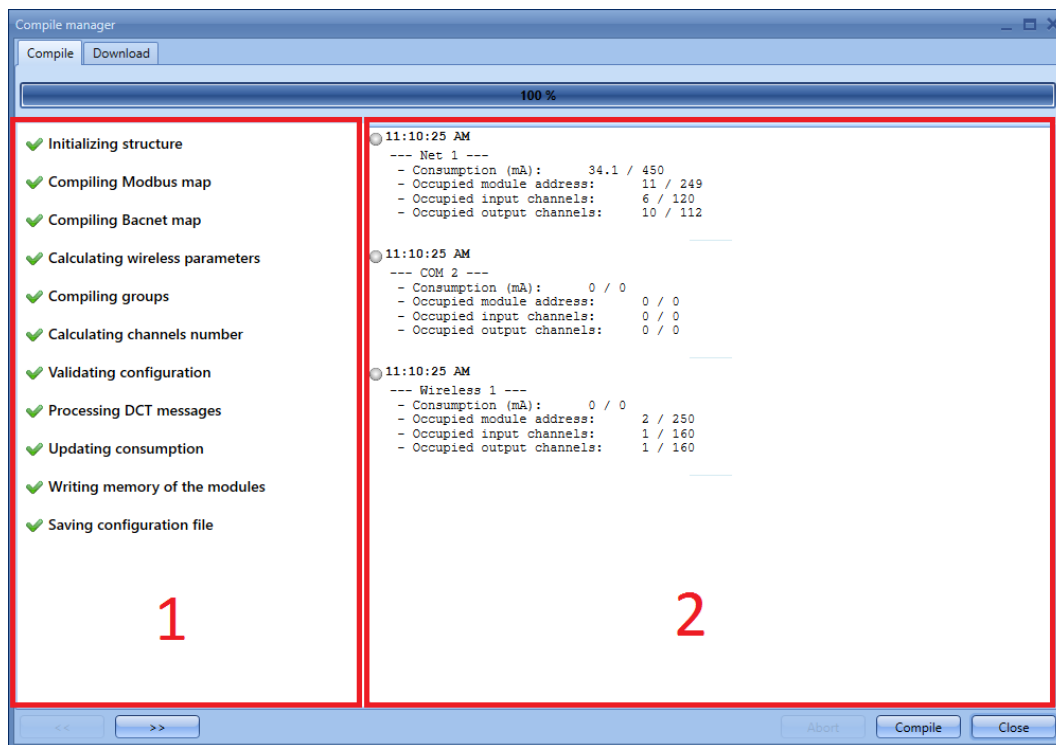 Compile manager
Compile Download
100 %
Initializing structure
Compiling Modbus map
Compiling Bacnet map
Calculating wireless parameters
Compiling groups
Calculating channels number
Validating configuration
Processing DCT messages
Updating consumption
Writing memory of the modules
Saving configuration file
1
11:10:25 AM
--- Net 1 ---
- Consumption (mA): 34.1 / 450
- Occupied module address: 11 / 249
- Occupied input channels: 6 / 120
- Occupied output channels: 10 / 112
11:10:25 AM
--- COM 2 ---
- Consumption (mA): 0 / 0
- Occupied module address: 0 / 0
- Occupied input channels: 0 / 0
- Occupied output channels: 0 / 0
11:10:25 AM
--- Wireless 1 ---
- Consumption (mA): 0 / 0
- Occupied module address: 2 / 250
- Occupied input channels: 1 / 160
- Occupied output channels: 1 / 160
2
<< >> Abort Compile Close